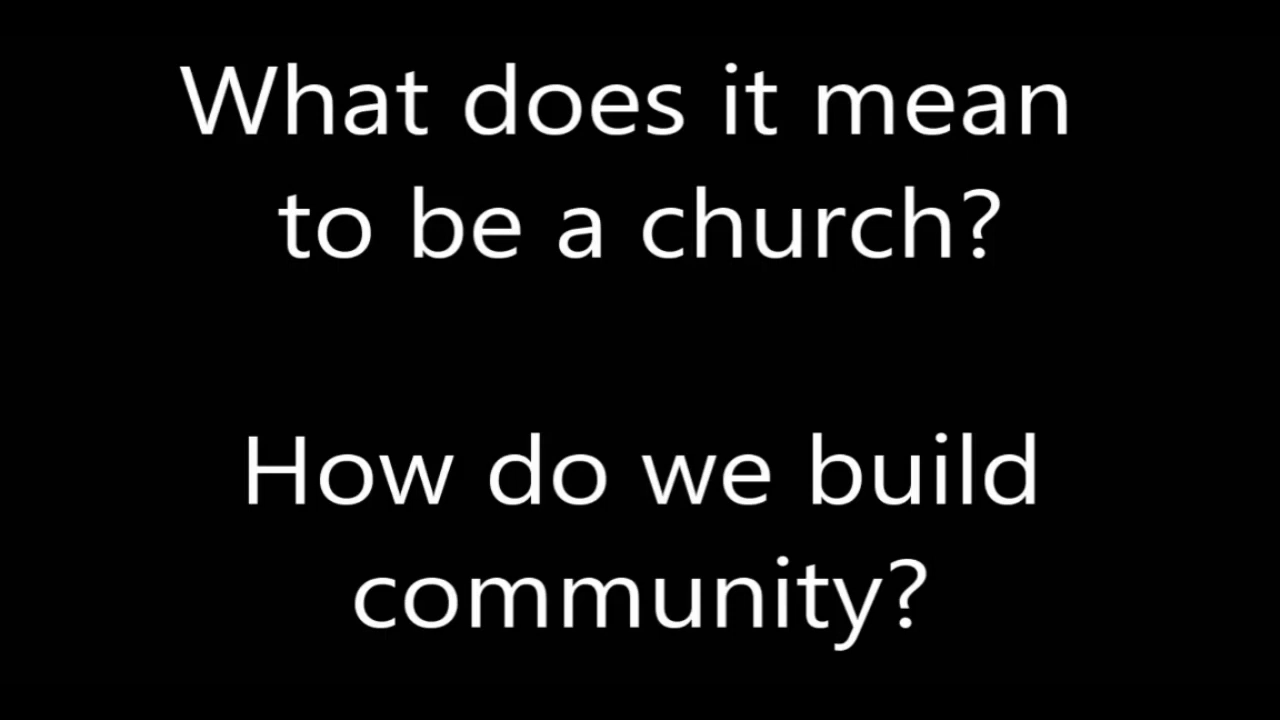 What does it mean
to be a church?
How do we build
community?